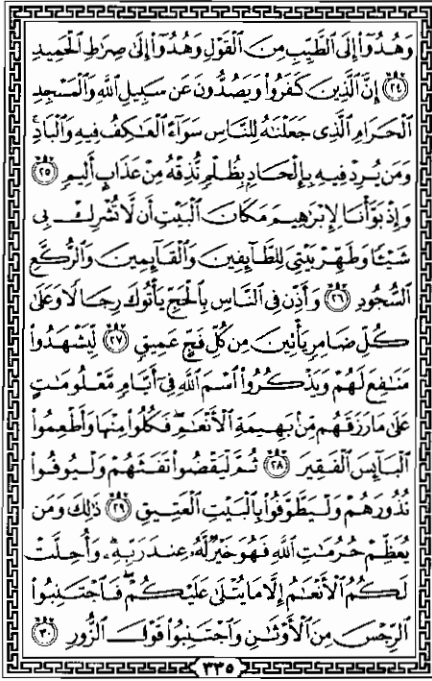 وَهُدُوٓا۟ إِلَى ٱلطَّيِّبِ مِنَ ٱلْقَوْلِ وَهُدُوٓا۟ إِلَىٰ صِرَٰطِ ٱلْحَمِيدِ
٢٤ إِنَّ ٱلَّذِينَ كَفَرُوا۟ وَيَصُدُّونَ عَن سَبِيلِ ٱللَّهِ وَٱلْمَسْجِدِ
ٱلْحَرَامِ ٱلَّذِى جَعَلْنَٰهُ لِلنَّاسِ سَوَآءً ٱلْعَٰكِفُ فِيهِ وَٱلْبَادِ ۚ
وَمَن يُرِدْ فِيهِ بِإِلْحَادٍۭ بِظُلْمٍ نُّذِقْهُ مِنْ عَذَابٍ أَلِيمٍ ٢٥
وَإِذْ بَوَّأْنَا لِإِبْرَٰهِيمَ مَكَانَ ٱلْبَيْتِ أَن لَّا تُشْرِكْ بِى
شَيْـًٔا وَطَهِّرْ بَيْتِىَ لِلطَّآئِفِينَ وَٱلْقَآئِمِينَ وَٱلرُّكَّعِ
ٱلسُّجُودِ ٢٦ وَأَذِّن فِى ٱلنَّاسِ بِٱلْحَجِّ يَأْتُوكَ رِجَالًا وَعَلَىٰ
كُلِّ ضَامِرٍ يَأْتِينَ مِن كُلِّ فَجٍّ عَمِيقٍ ٢٧ لِّيَشْهَدُوا۟
مَنَٰفِعَ لَهُمْ وَيَذْكُرُوا۟ ٱسْمَ ٱللَّهِ فِىٓ أَيَّامٍ مَّعْلُومَٰتٍ
عَلَىٰ مَا رَزَقَهُم مِّنۢ بَهِيمَةِ ٱلْأَنْعَٰمِ ۖ فَكُلُوا۟ مِنْهَا وَأَطْعِمُوا۟
ٱلْبَآئِسَ ٱلْفَقِيرَ ٢٨ ثُمَّ لْيَقْضُوا۟ تَفَثَهُمْ وَلْيُوفُوا۟
نُذُورَهُمْ وَلْيَطَّوَّفُوا۟ بِٱلْبَيْتِ ٱلْعَتِيقِ ٢٩ ذَٰلِكَ وَمَن
يُعَظِّمْ حُرُمَٰتِ ٱللَّهِ فَهُوَ خَيْرٌ لَّهُۥ عِندَ رَبِّهِۦ ۗ وَأُحِلَّتْ
لَكُمُ ٱلْأَنْعَٰمُ إِلَّا مَا يُتْلَىٰ عَلَيْكُمْ ۖ فَٱجْتَنِبُوا۟
ٱلرِّجْسَ مِنَ ٱلْأَوْثَٰنِ وَٱجْتَنِبُوا۟ قَوْلَ ٱلزُّورِ ٣٠
٣٣٥